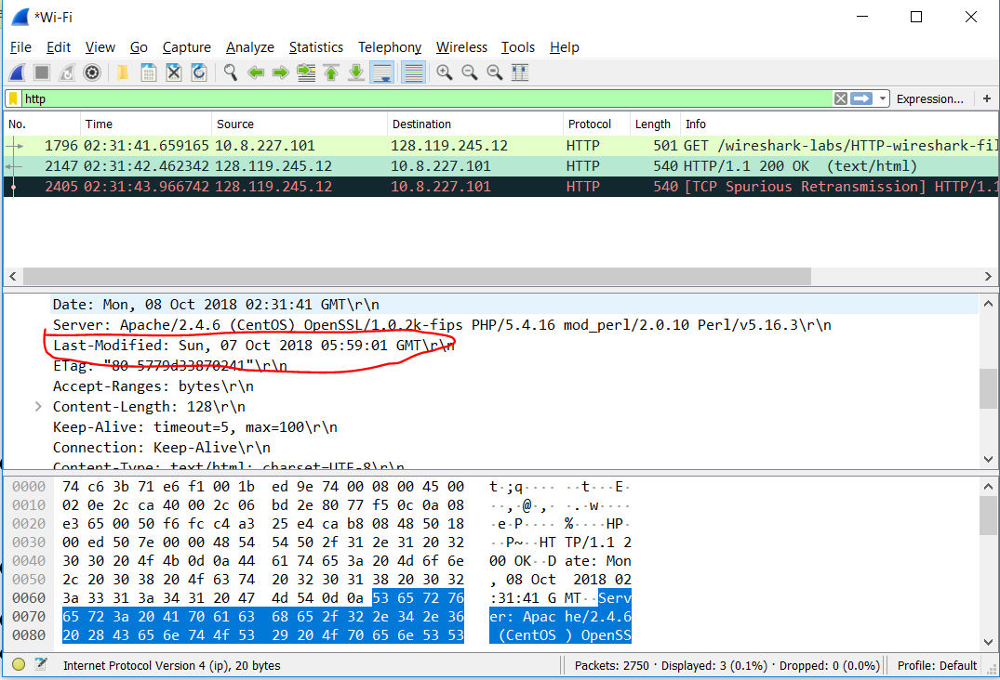 *Wi-Fi
File Edit View Go Capture Analyze Statistics Telephony Wireless Tools Help
http Expression... +
No. Time Source Destination Protocol Length Info
1796 02:31:41.659165 10.8.227.101 128.119.245.12 HTTP 501 GET /wireshark-labs/HTTP-wireshark-fil
2147 02:31:42.462342 128.119.245.12 10.8.227.101 HTTP 540 HTTP/1.1 200 OK (text/html)
2405 02:31:43.966742 128.119.245.12 10.8.227.101 HTTP 540 [TCP Spurious Retransmission] HTTP/1.1
Date: Mon, 08 Oct 2018 02:31:41 GMT\r\n
Server: Apache/2.4.6 (CentOS) OpenSSL/1.0.2k-fips PHP/5.4.16 mod_perl/2.0.10 Perl/v5.16.3\r\n
Last-Modified: Sun, 07 Oct 2018 05:59:01 GMT\r\n
ETag: "80-5779d33870241"\r\n
Accept-Ranges: bytes\r\n
Content-Length: 128\r\n
Keep-Alive: timeout=5, max=100\r\n
Connection: Keep-Alive\r\n
Content-Type: text/html; charset=UTF-8\r\n
0000 74 c6 3b 71 e6 f1 00 1b ed 9e 74 00 08 00 45 00 t·;q···· ··t···E·
0010 02 0e 2c ca 40 00 2c 06 bd 2e 80 77 f5 0c 0a 08 ··,·@·,· ·.·w····
0020 e3 65 00 50 f6 fc c4 a3 25 e4 ca b8 08 48 50 18 ·e·P···· %····HP·
0030 00 ed 50 7e 00 00 48 54 54 50 2f 31 2e 31 20 32 ··P~··HT TP/1.1 2
0040 30 30 20 4f 4b 0d 0a 44 61 74 65 3a 20 4d 6f 6e 00 OK··D ate: Mon
0050 2c 20 30 38 20 4f 63 74 20 32 30 31 38 20 30 32 , 08 Oct 2018 02
0060 3a 33 31 3a 34 31 20 47 4d 54 0d 0a 53 65 72 76 :31:41 G MT··Serv
0070 65 72 3a 20 41 70 61 63 68 65 2f 32 2e 34 2e 36 er: Apac he/2.4.6
0080 20 28 43 65 6e 74 4f 53 29 20 4f 70 65 6e 53 53 (CentOS ) OpenSS
Internet Protocol Version 4 (ip), 20 bytes Packets: 2750 · Displayed: 3 (0.1%) · Dropped: 0 (0.0%) Profile: Default